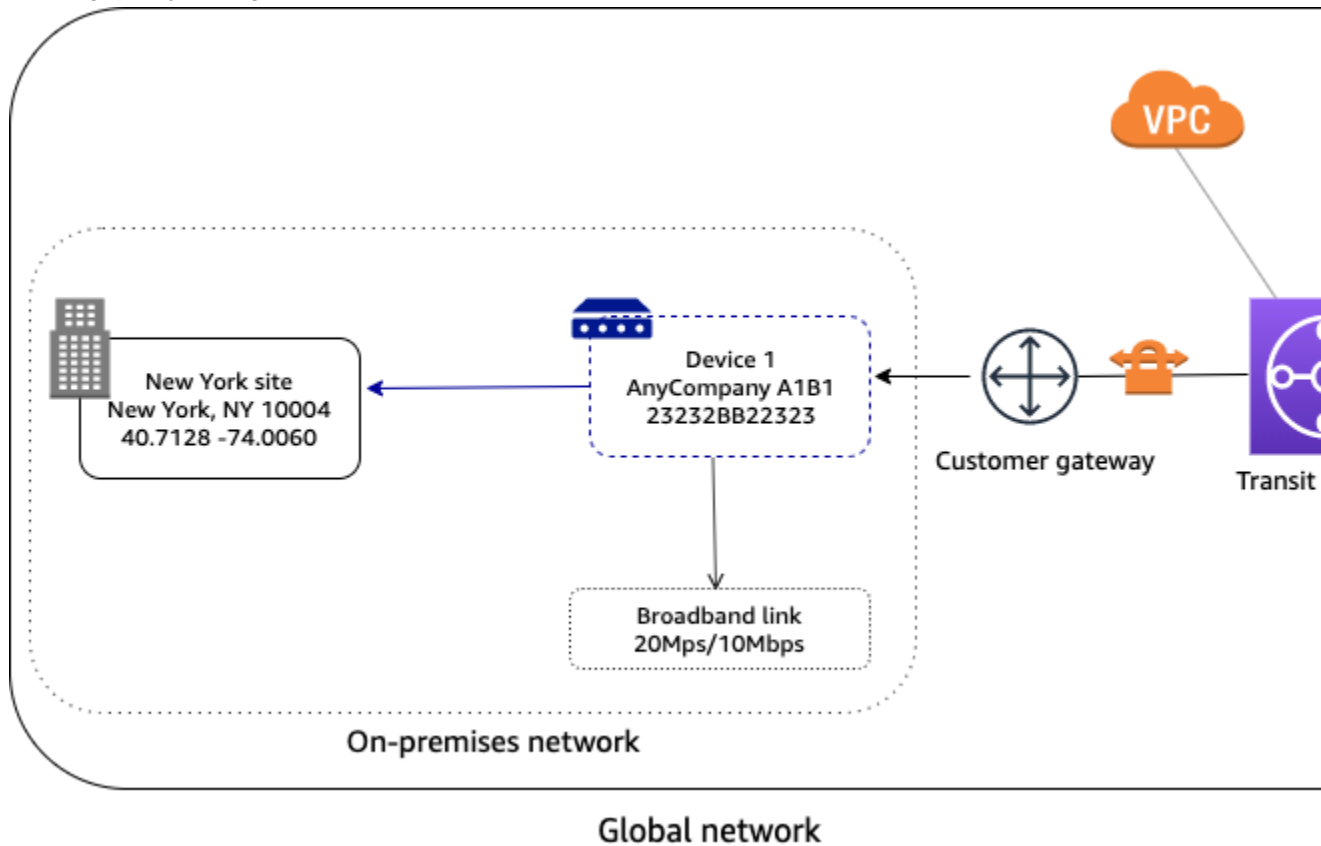 VPC
New York site
New York, NY 10004
40.7128 -74.0060
Device 1
AnyCompany A1B1
23232BB22323
Customer gateway
Transit
Broadband link
20Mps/10Mbps
On-premises network
Global network